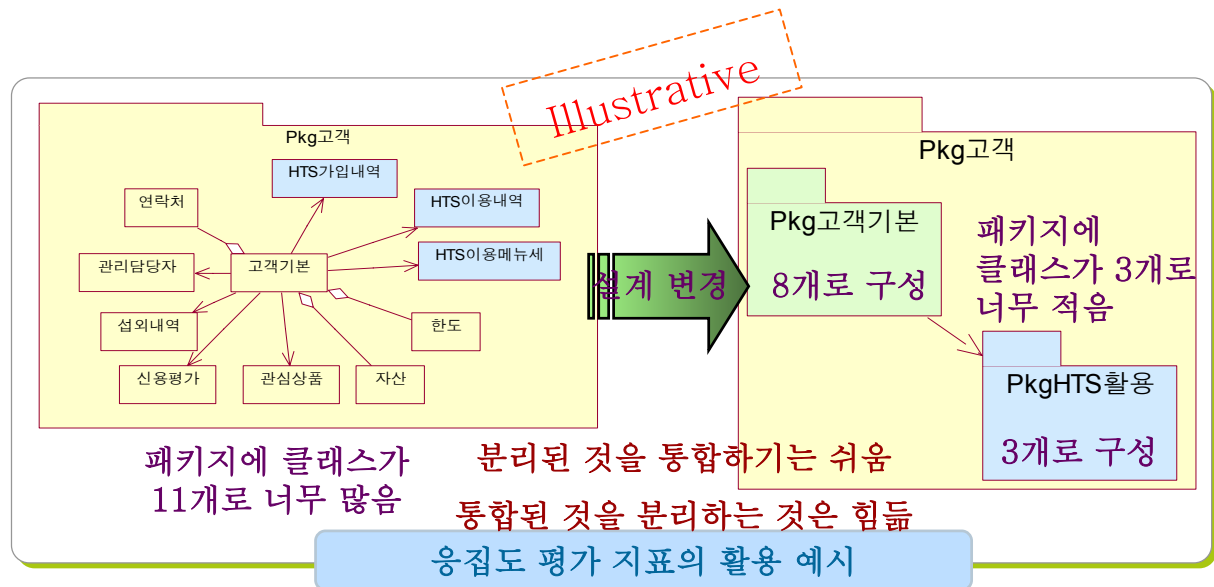 Illustrative
Pkg고객
HTS가입내역
연락처
HTS이용내역
HTS이용메뉴세
관리담당자
고객기본
섭외내역
한도
신용평가
관심상품
자산
설계 변경
Pkg고객
Pkg고객기본
8개로 구성
패키지에
클래스가 3개로
너무 적음
PkgHTS활용
3개로 구성
패키지에 클래스가
11개로 너무 많음
분리된 것을 통합하기는 쉬움
통합된 것을 분리하는 것은 힘듦
응집도 평가 지표의 활용 예시